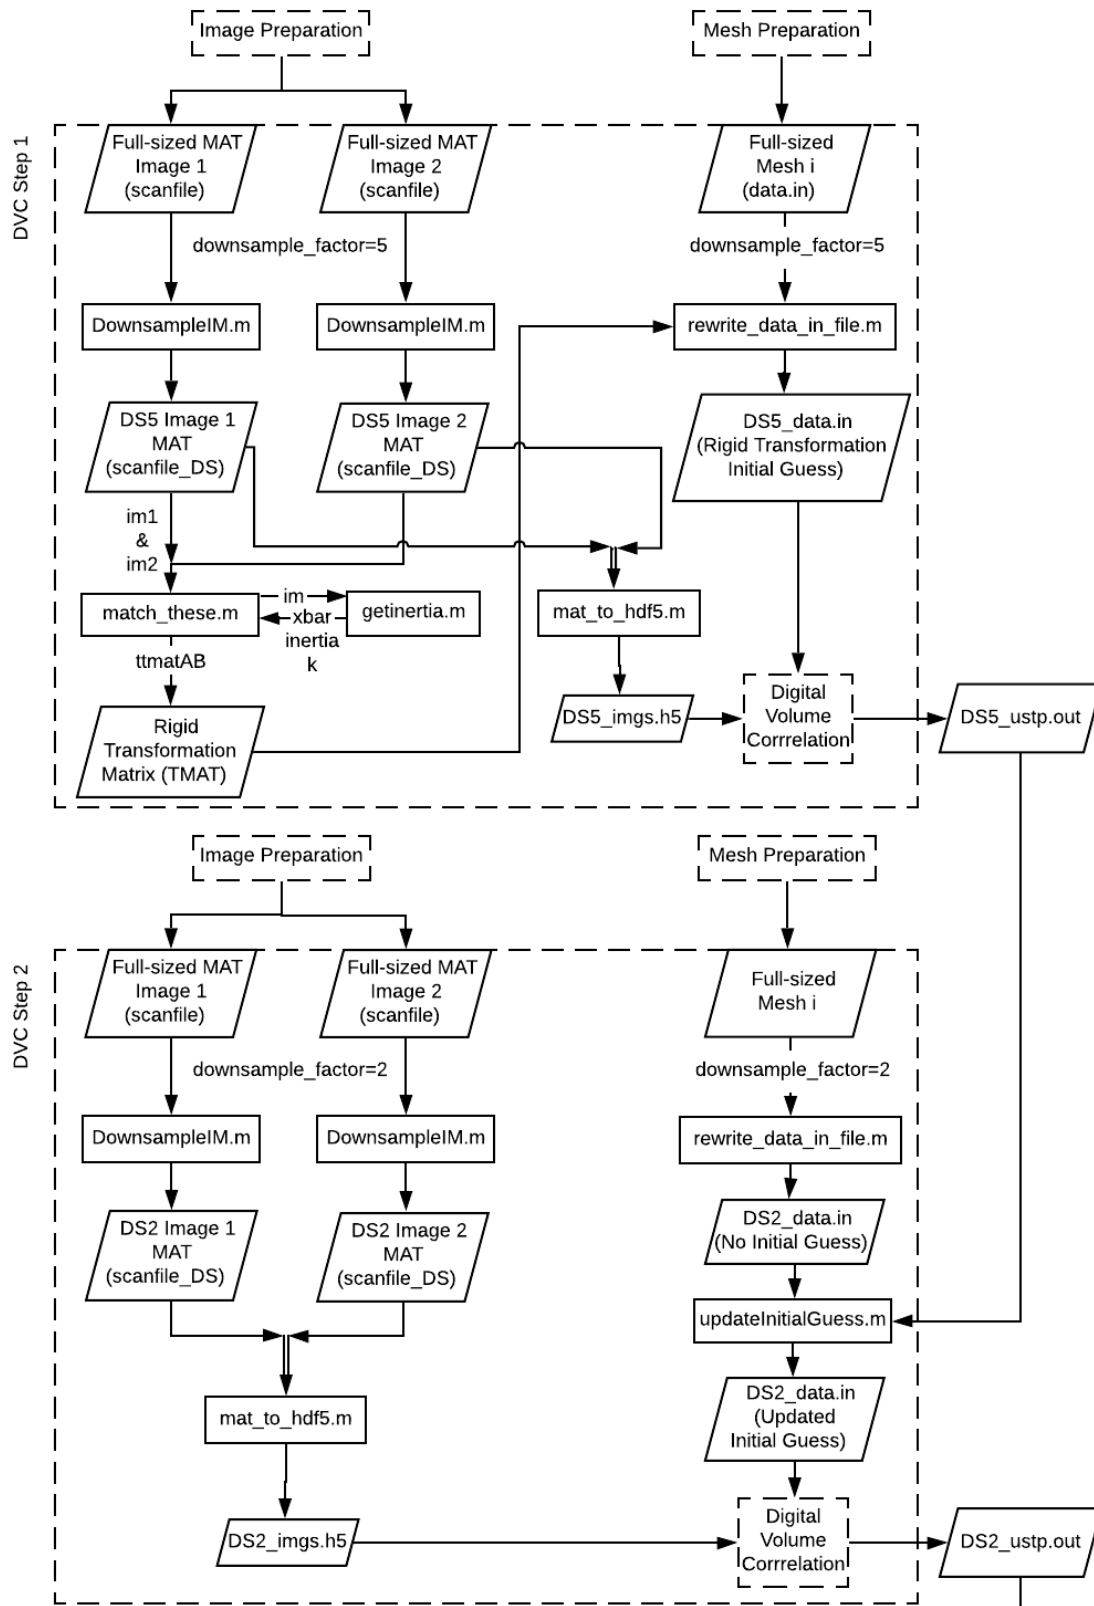 Image Preparation
Mesh Preparation
DVC Step 1
Full-sized MAT
Image 1
(scanfile)
Full-sized MAT
Image 2
(scanfile)
Full-sized
Mesh i
(data.in)
downsample_factor=5
downsample_factor=5
DownsampleIM.m
DownsampleIM.m
rewrite_data_in_file.m
DS5 Image 1
MAT
(scanfile_DS)
DS5 Image 2
MAT
(scanfile_DS)
DS5_data.in
(Rigid Transformation
Initial Guess)
im1
&
im2
match_these.m
im
xbar
inertia
k
getinertia.m
mat_to_hdf5.m
ttmatAB
Rigid
Transformation
Matrix (TMAT)
DS5_imgs.h5
Digital
Volume
Corrrelation
DS5_ustp.out
Image Preparation
Mesh Preparation
DVC Step 2
Full-sized MAT
Image 1
(scanfile)
Full-sized MAT
Image 2
(scanfile)
Full-sized
Mesh i
downsample_factor=2
downsample_factor=2
DownsampleIM.m
DownsampleIM.m
rewrite_data_in_file.m
DS2 Image 1
MAT
(scanfile_DS)
DS2 Image 2
MAT
(scanfile_DS)
DS2_data.in
(No Initial Guess)
updateInitialGuess.m
mat_to_hdf5.m
DS2_data.in
(Updated
Initial Guess)
DS2_imgs.h5
Digital
Volume
Corrrelation
DS2_ustp.out